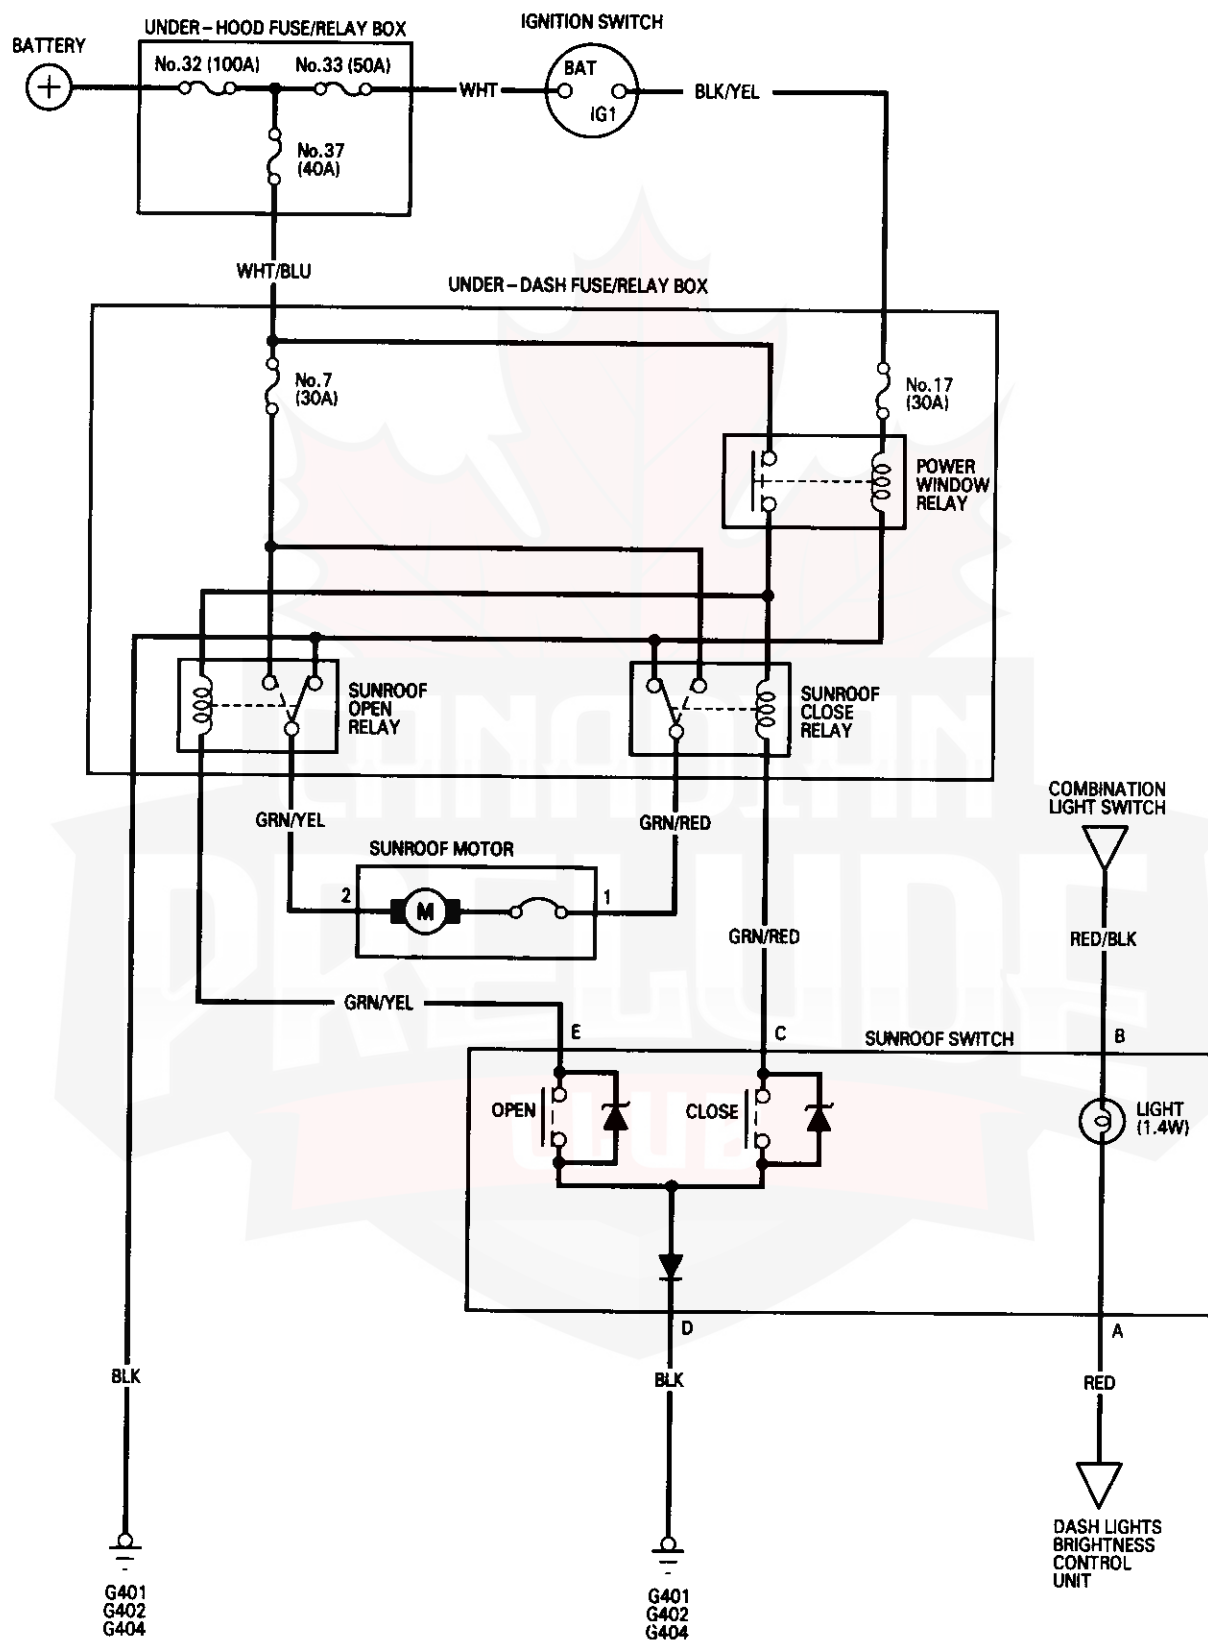 IGNITION SWITCH
UNDER-HOOD FUSE/RELAY BOX
BATTERY
No.32 (100A)
No.33 (50A)
BAT
WHT
BLK/YEL
IG1
No.37
(40A)
WHT/BLU
UNDER-DASH FUSE/RELAY BOX
No.7
(30A)
No.17
(30A)
POWER
WINDOW
RELAY
SUNROOF
OPEN
RELAY
SUNROOF
CLOSE
RELAY
CANADIAN
PRELUDE
CLUB
GRN/YEL
GRN/RED
COMBINATION
LIGHT SWITCH
SUNROOF MOTOR
2
M
1
GRN/RED
RED/BLK
GRN/YEL
E
C
SUNROOF SWITCH
B
OPEN
CLOSE
LIGHT
(1.4W)
D
A
BLK
BLK
RED
DASH LIGHTS
BRIGHTNESS
CONTROL
UNIT
G401
G402
G404
G401
G402
G404